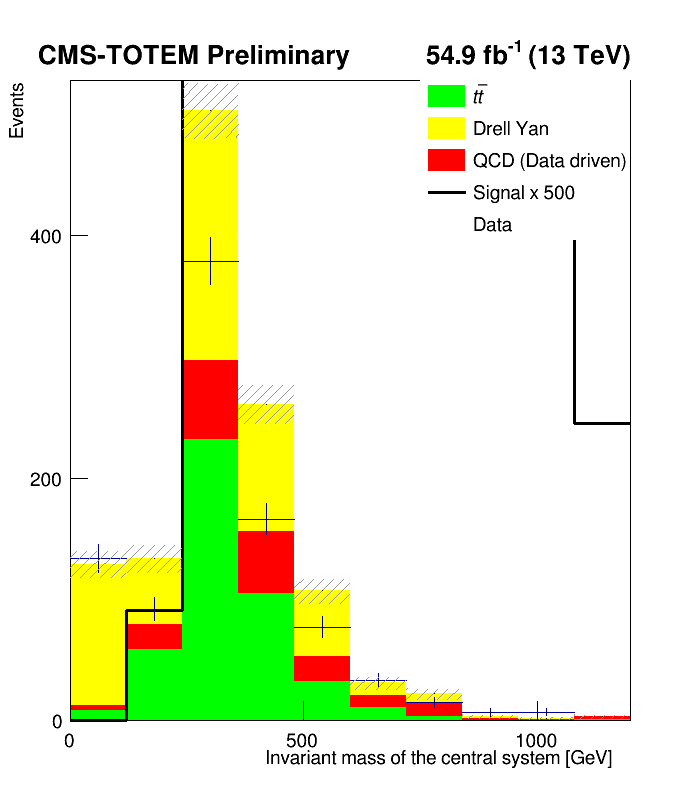 CMS-TOTEM Preliminary 54.9 fb⁻¹ (13 TeV)
Events
tt̅
Drell Yan
QCD (Data driven)
Signal x 500
Data
400
200
0
0 500 1000
Invariant mass of the central system [GeV]